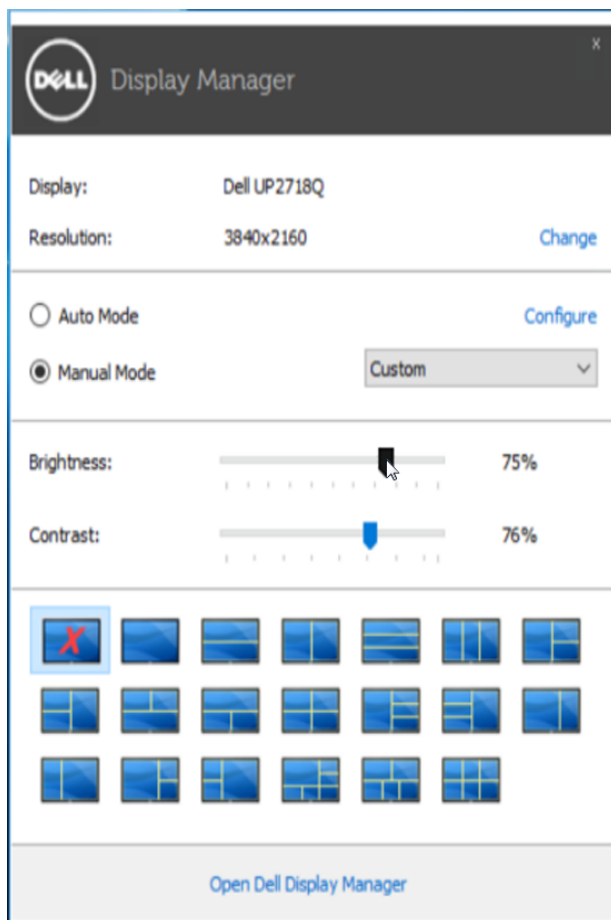 DELL Display Manager x
Display: Dell UP2718Q
Resolution: 3840x2160 Change
Auto Mode Configure
Manual Mode Custom
Brightness: 75%
Contrast: 76%
Open Dell Display Manager